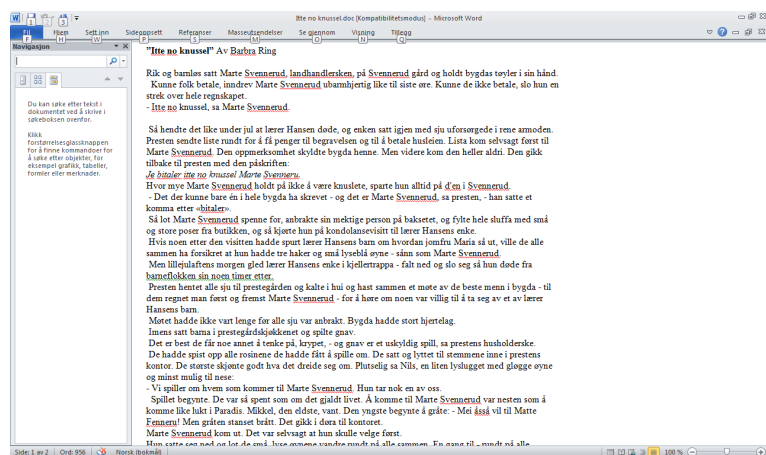 Itte no knussel.doc [Kompatibilitetsmodus] - Microsoft Word
Fil Hjem Sett inn Sideoppsett Referanser Masseutsendelser Se gjennom Visning Tillegg
1 2 3
F H W P S M O N Q
Navigasjon
Du kan søke etter tekst i
dokumentet ved å skrive i
søkeboksen ovenfor.
Klikk
forstørrelsesglassknappen
for å finne kommandoer for
å søke etter objekter, for
eksempel grafikk, tabeller,
formler eller merknader.
"Itte no knussel" Av Barbra Ring
Rik og barnløs satt Marte Svennerud, landhandlersken, på Svennerud gård og holdt bygdas tøyler i sin hånd.
Kunne folk betale, inndrev Marte Svennerud ubarmhjertig like til siste øre. Kunne de ikke betale, slo hun en
strek over hele regnskapet.
- Itte no knussel, sa Marte Svennerud.
Så hendte det like under jul at lærer Hansen døde, og enken satt igjen med sju uforsørgede i rene armoden.
Presten sendte liste rundt for å få penger til begravelsen og til å betale husleien. Lista kom selvsagt først til
Marte Svennerud. Den oppmerksomhet skyldte bygda henne. Men videre kom den heller aldri. Den gikk
tilbake til presten med den påskriften:
Je bitaler itte no knussel Marte Svenneru.
Hvor mye Marte Svennerud holdt på ikke å være knuslete, sparte hun alltid på d'en i Svennerud.
- Det der kunne bare én i hele bygda ha skrevet - og det er Marte Svennerud, sa presten, - han satte et
komma etter «bitaler».
Så lot Marte Svennerud spenne for, anbrakte sin mektige person på baksetet, og fylte hele sluffa med små
og store poser fra butikken, og så kjørte hun på kondolansevisitt til lærer Hansens enke.
Hvis noen etter den visitten hadde spurt lærer Hansens barn om hvordan jomfru Maria så ut, ville de alle
sammen ha forsikret at hun hadde tre haker og små lyseblå øyne - sånn som Marte Svennerud.
Men lillejulaftens morgen gled lærer Hansens enke i kjellertrappa - falt ned og slo seg så hun døde fra
barneflokken sin noen timer etter.
Presten hentet alle sju til prestegården og kalte i hui og hast sammen et møte av de beste menn i bygda - til
dem regnet man først og fremst Marte Svennerud - for å høre om noen var villig til å ta seg av et av lærer
Hansens barn.
Møtet hadde ikke vart lenge før alle sju var anbrakt. Bygda hadde stort hjertelag.
Imens satt barna i prestegårdskjøkkenet og spilte gnav.
Det er best de får noe annet å tenke på, krypet, - og gnav er et uskyldig spill, sa prestens husholderske.
De hadde spist opp alle rosinene de hadde fått å spille om. De satt og lyttet til stemmene inne i prestens
kontor. De største skjønte godt hva det dreide seg om. Plutselig sa Nils, en liten lyslugget med gløgge øyne
og minst mulig til nese:
- Vi spiller om hvem som kommer til Marte Svennerud. Hun tar nok en av oss.
Spillet begynte. De var så spent som om det gjaldt livet. Å komme til Marte Svennerud var nesten som å
komme like lukt i Paradis. Mikkel, den eldste, vant. Den yngste begynte å gråte: - Mei åsså vil til Matte
Fenneru! Men gråten stanset brått. Det gikk i døra til kontoret.
Marte Svennerud kom ut. Det var selvsagt at hun skulle velge først.
Hun satte seg ned og lot de små, lyse øynene vandre rundt på alle sammen. En gang til - rundt på alle
Side: 1 av 2 Ord: 956 Norsk (bokmål) 100 %